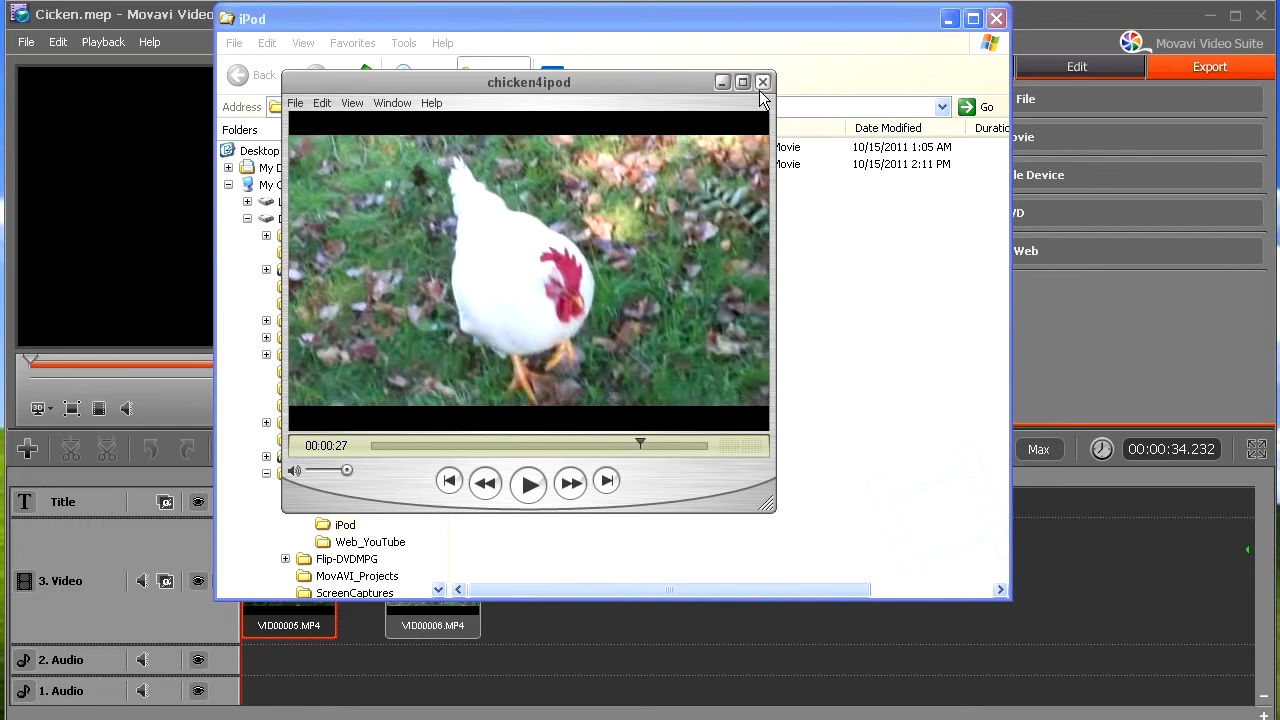 Cicken.mep - Movavi Video
File Edit Playback Help
Movavi Video Suite
Edit Export
File
ovie
le Device
VD
Web
iPod
File Edit View Favorites Tools Help
Back
Address
Go
Folders
Date Modified Duratio
Desktop
My D
My C
Movie 10/15/2011 1:05 AM
Movie 10/15/2011 2:11 PM
chicken4ipod
File Edit View Window Help
00:00:27
iPod
Web_YouTube
Flip-DVDMPG
MovAVI_Projects
ScreenCaptures
3D
Max 00:00:34.232
T Title
3. Video
VID00005.MP4 VID00006.MP4
2. Audio
1. Audio